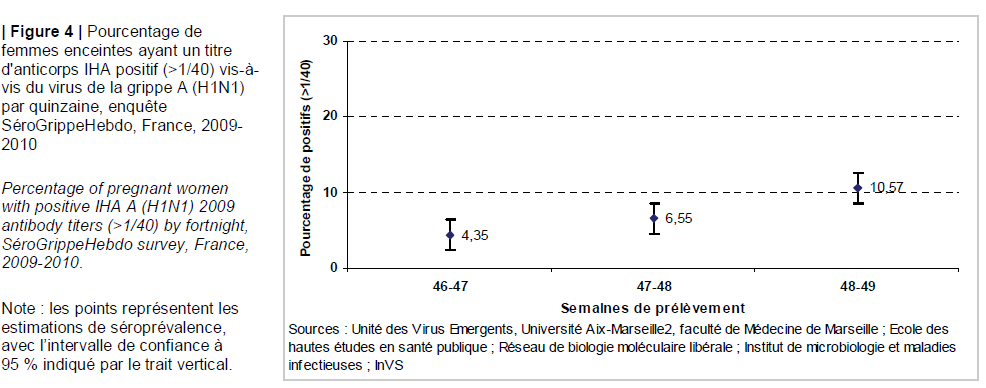 | Figure 4 | Pourcentage de
femmes enceintes ayant un titre
d'anticorps IHA positif (>1/40) vis-à-
vis du virus de la grippe A (H1N1)
par quinzaine, enquête
SéroGrippeHebdo, France, 2009-
2010
Percentage of pregnant women
with positive IHA A (H1N1) 2009
antibody titers (>1/40) by fortnight,
SéroGrippeHebdo survey, France,
2009-2010.
Note : les points représentent les
estimations de séroprévalence,
avec l'intervalle de confiance à
95 % indiqué par le trait vertical.
Pourcentage de positifs (>1/40)
30
20
10
0
4,35
6,55
10,57
46-47
47-48
48-49
Semaines de prélèvement
Sources : Unité des Virus Emergents, Université Aix-Marseille2, faculté de Médecine de Marseille ; Ecole des
hautes études en santé publique ; Réseau de biologie moléculaire libérale ; Institut de microbiologie et maladies
infectieuses ; InVS